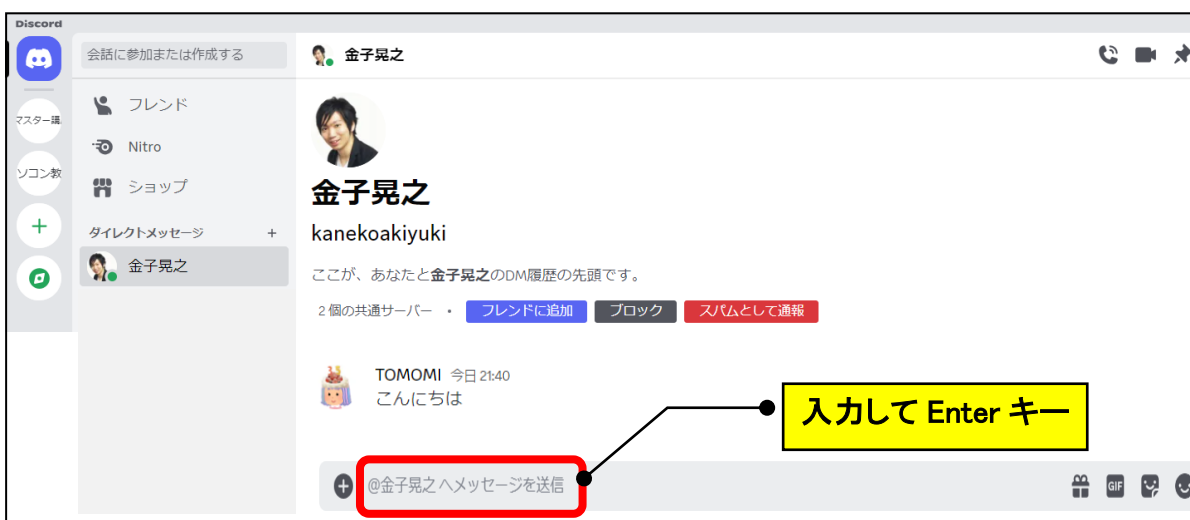 Discord
会話に参加または作成する
金子晃之
フレンド
マスター講
Nitro
ソコン教
ショップ
ダイレクトメッセージ +
金子晃之
金子晃之
kanekoakiyuki
ここが、あなたと金子晃之のDM履歴の先頭です。
2 個の共通サーバー • フレンドに追加 ブロック スパムとして通報
TOMOMI 今日 21:40
こんにちは
入力して Enter キー
@金子晃之 へメッセージを送信
GIF